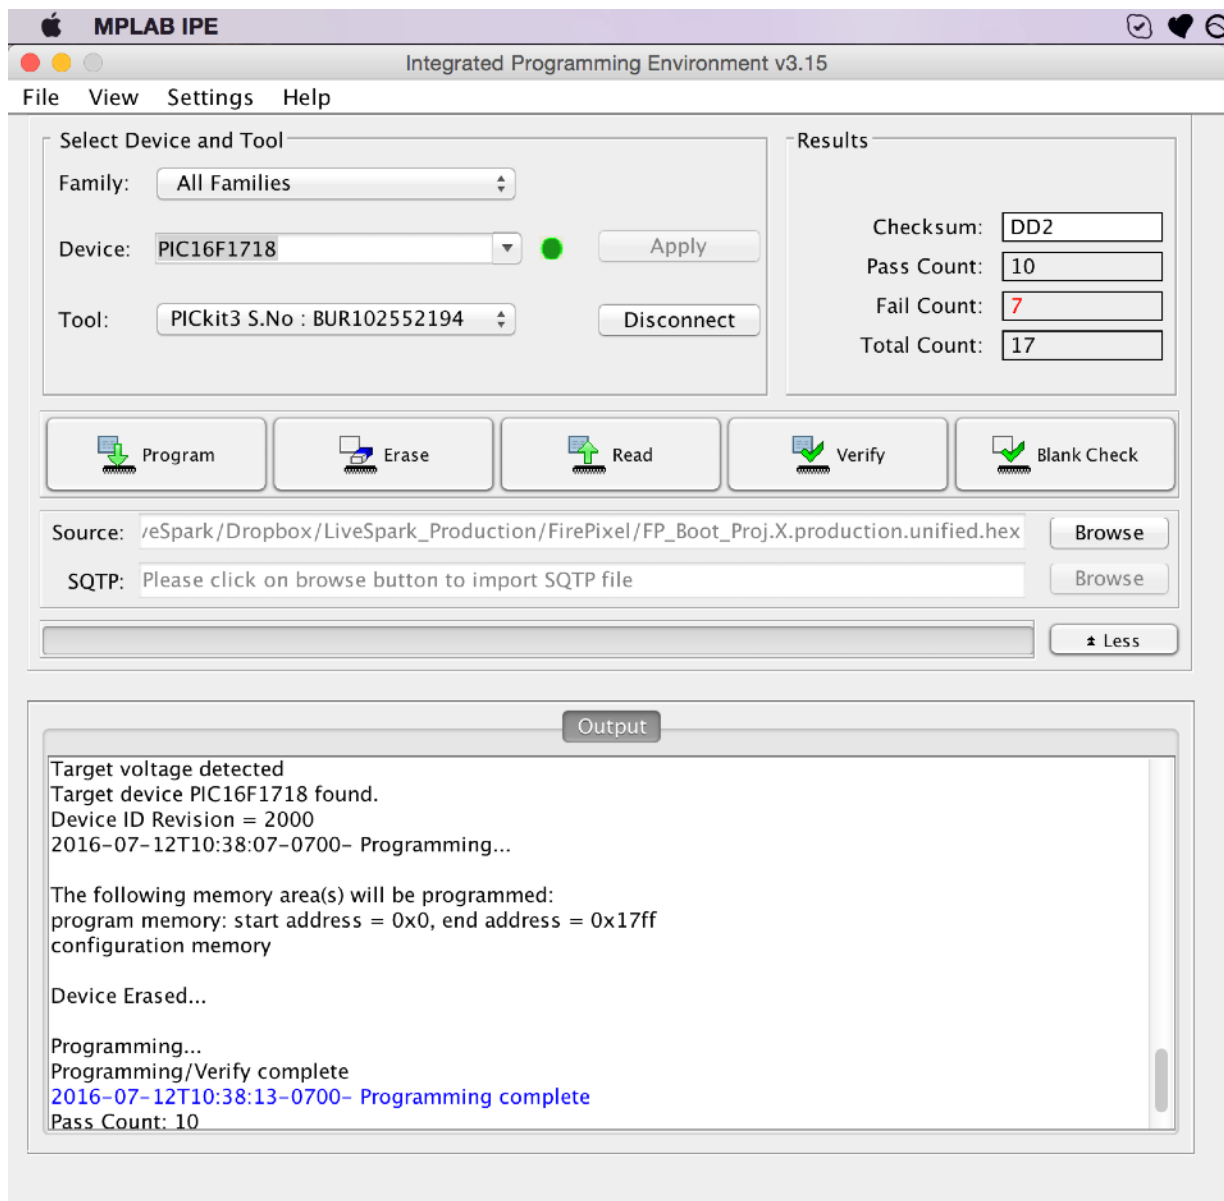 MPLAB IPE
Integrated Programming Environment v3.15
File View Settings Help
Select Device and Tool
Family: All Families
Device: PIC16F1718 Apply
Tool: PICkit3 S.No : BUR102552194 Disconnect
Results
Checksum: DD2
Pass Count: 10
Fail Count: 7
Total Count: 17
Program Erase Read Verify Blank Check
Source: /eSpark/Dropbox/LiveSpark_Production/FirePixel/FP_Boot_Proj.X.production.unified.hex Browse
SQTP: Please click on browse button to import SQTP file Browse
Less
Output
Target voltage detected
Target device PIC16F1718 found.
Device ID Revision = 2000
2016-07-12T10:38:07-0700- Programming...
The following memory area(s) will be programmed:
program memory: start address = 0x0, end address = 0x17ff
configuration memory
Device Erased...
Programming...
Programming/Verify complete
2016-07-12T10:38:13-0700- Programming complete
Pass Count: 10